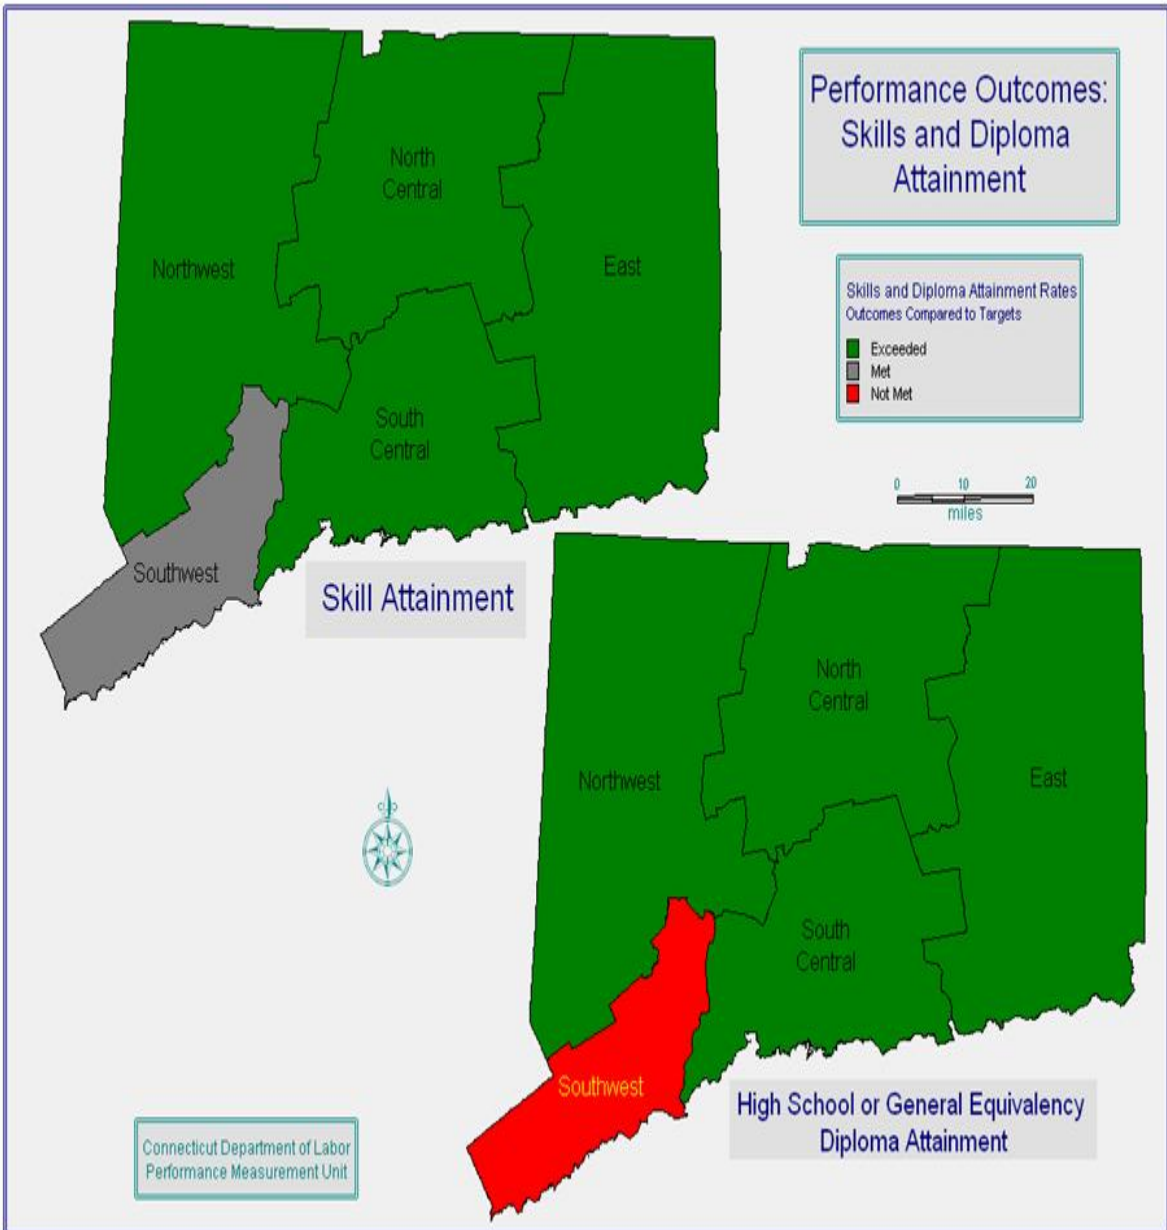 Performance Outcomes:
Skills and Diploma
Attainment
North
Central
Northwest
East
Skills and Diploma Attainment Rates
Outcomes Compared to Targets
Exceeded
Met
Not Met
South
Central
0 10 20
miles
Southwest
Skill Attainment
North
Central
Northwest
East
South
Central
Southwest
High School or General Equivalency
Diploma Attainment
Connecticut Department of Labor
Performance Measurement Unit